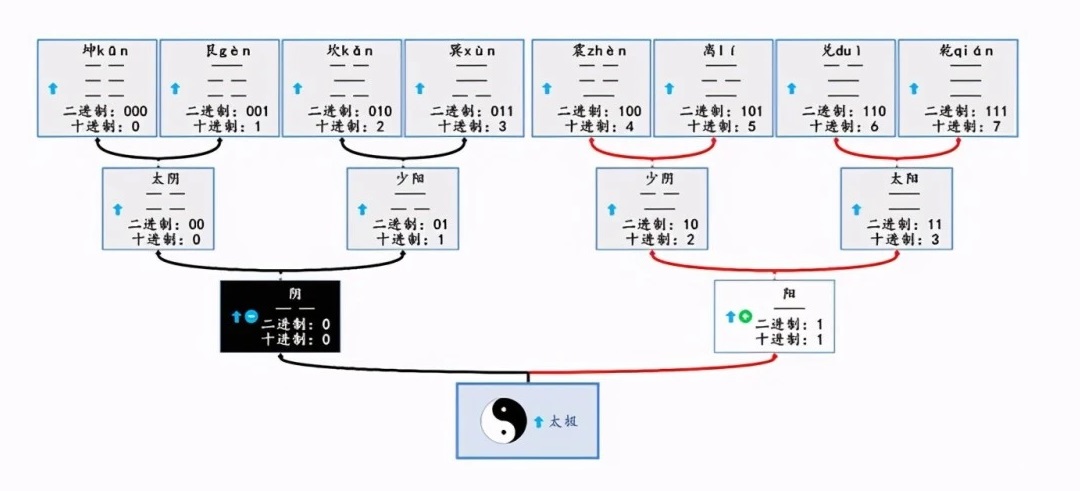 坤kūn
二进制：000
十进制：0
艮gèn
二进制：001
十进制：1
坎kǎn
二进制：010
十进制：2
巽xùn
二进制：011
十进制：3
震zhèn
二进制：100
十进制：4
离lí
二进制：101
十进制：5
兑duì
二进制：110
十进制：6
乾qián
二进制：111
十进制：7
太阴
二进制：00
十进制：0
少阳
二进制：01
十进制：1
少阴
二进制：10
十进制：2
太阳
二进制：11
十进制：3
阴
二进制：0
十进制：0
阳
二进制：1
十进制：1
太极